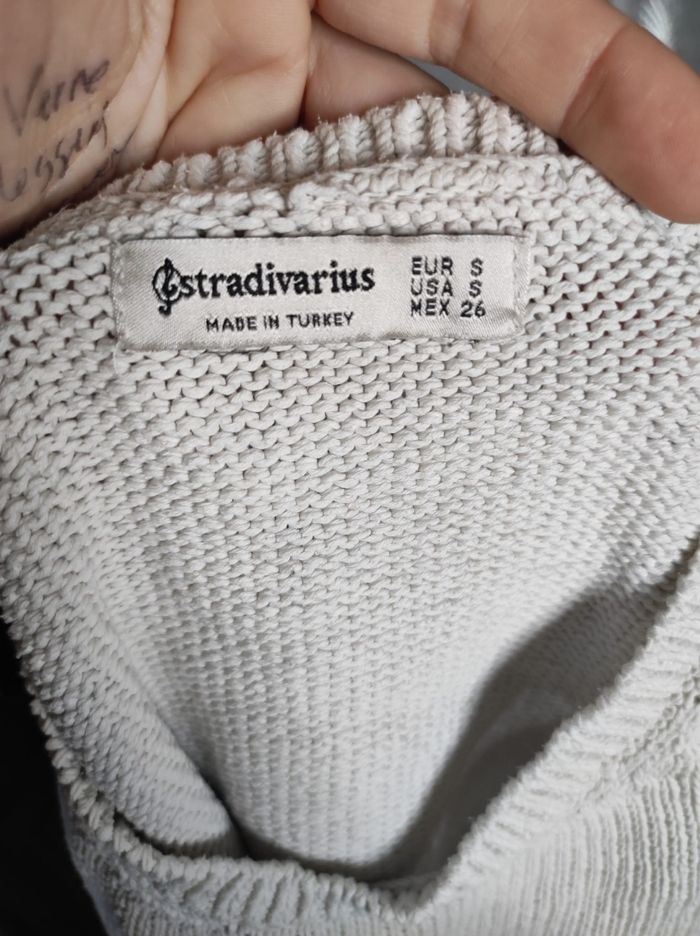 stradivarius
MADE IN TURKEY
EUR S
USA S
MEX 26